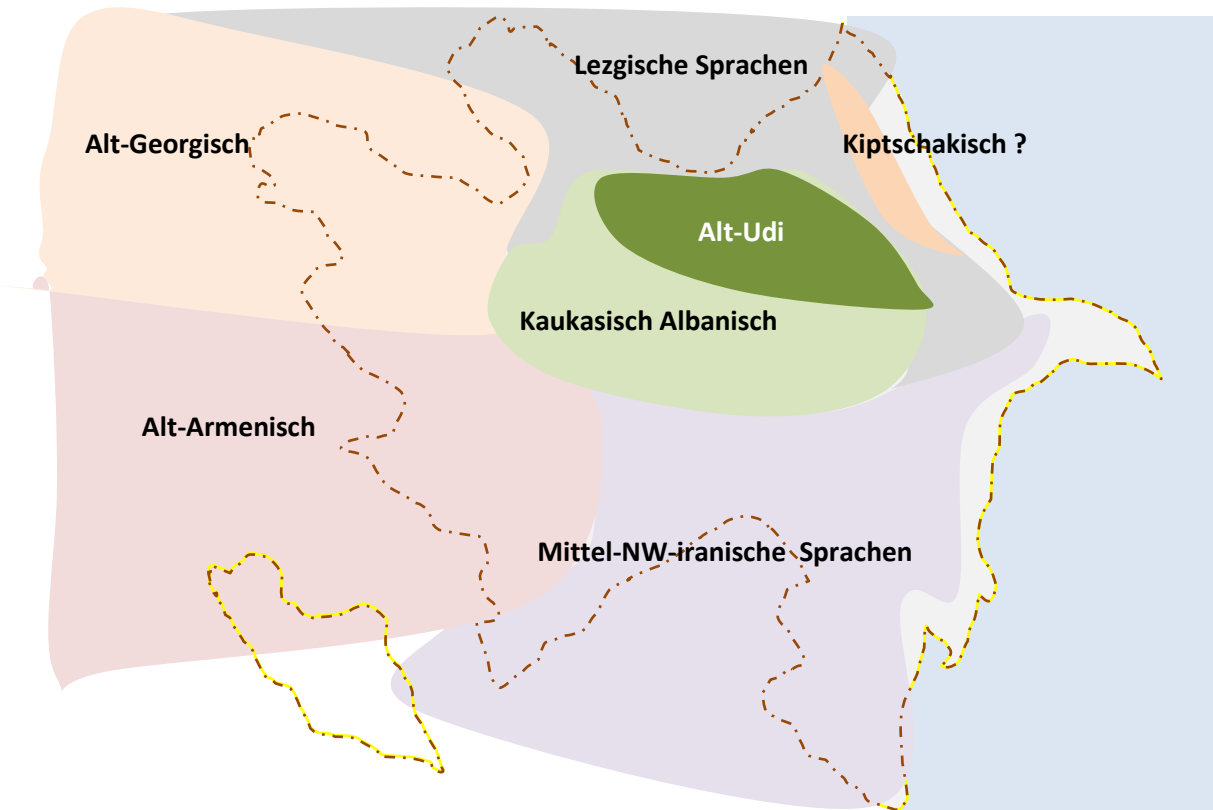 Lezgische Sprachen
Alt-Georgisch
Kiptschakisch ?
Alt-Udi
Kaukasisch Albanisch
Alt-Armenisch
Mittel-NW-iranische Sprachen